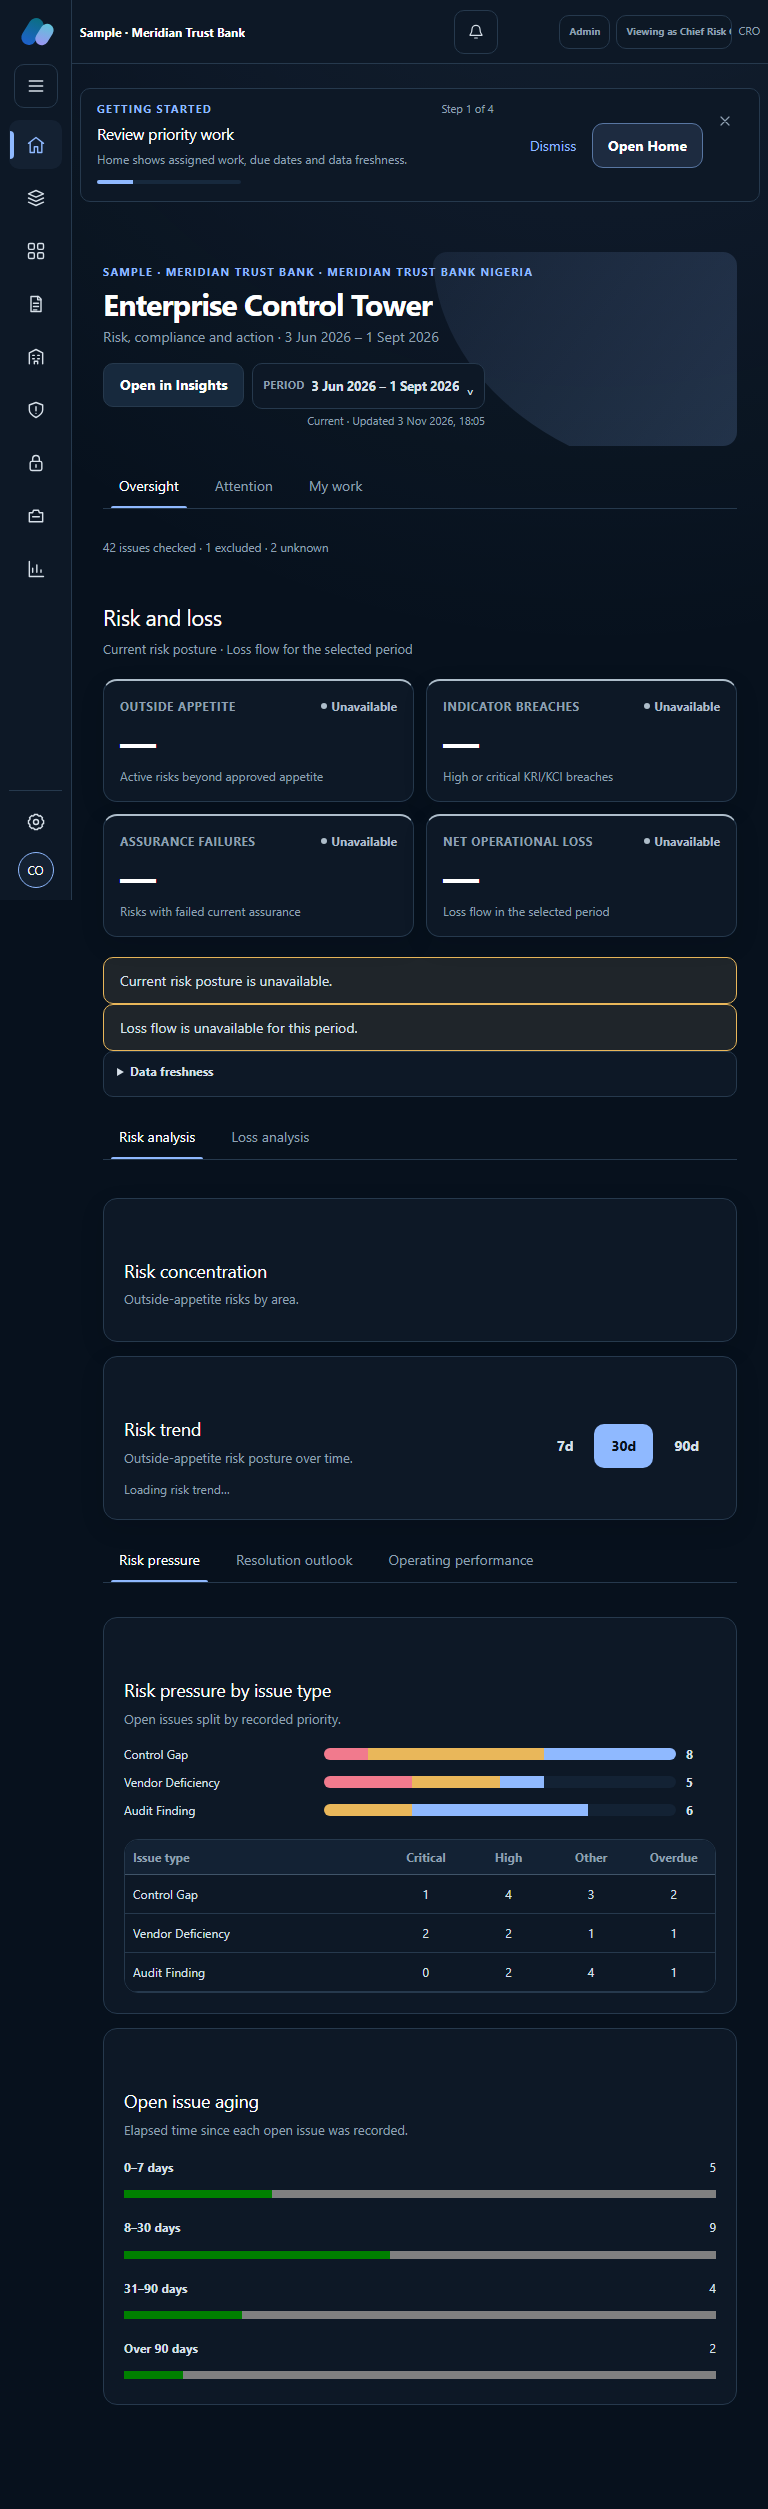 Sample · Meridian Trust Bank
Admin
Viewing as Chief Risk
CRO
GETTING STARTED
Step 1 of 4
Review priority work
Home shows assigned work, due dates and data freshness.
Dismiss
Open Home
SAMPLE · MERIDIAN TRUST BANK · MERIDIAN TRUST BANK NIGERIA
Enterprise Control Tower
Risk, compliance and action · 3 Jun 2026 – 1 Sept 2026
Open in Insights
PERIOD 3 Jun 2026 – 1 Sept 2026
Current · Updated 3 Nov 2026, 18:05
Oversight
Attention
My work
42 issues checked · 1 excluded · 2 unknown
Risk and loss
Current risk posture · Loss flow for the selected period
OUTSIDE APPETITE
Unavailable
—
Active risks beyond approved appetite
INDICATOR BREACHES
Unavailable
—
High or critical KRI/KCI breaches
ASSURANCE FAILURES
Unavailable
—
Risks with failed current assurance
NET OPERATIONAL LOSS
Unavailable
—
Loss flow in the selected period
CO
Current risk posture is unavailable.
Loss flow is unavailable for this period.
Data freshness
Risk analysis
Loss analysis
Risk concentration
Outside-appetite risks by area.
Risk trend
Outside-appetite risk posture over time.
7d
30d
90d
Loading risk trend...
Risk pressure
Resolution outlook
Operating performance
Risk pressure by issue type
Open issues split by recorded priority.
Control Gap 8
Vendor Deficiency 5
Audit Finding 6
Issue type Critical High Other Overdue
Control Gap 1 4 3 2
Vendor Deficiency 2 2 1 1
Audit Finding 0 2 4 1
Open issue aging
Elapsed time since each open issue was recorded.
0–7 days 5
8–30 days 9
31–90 days 4
Over 90 days 2